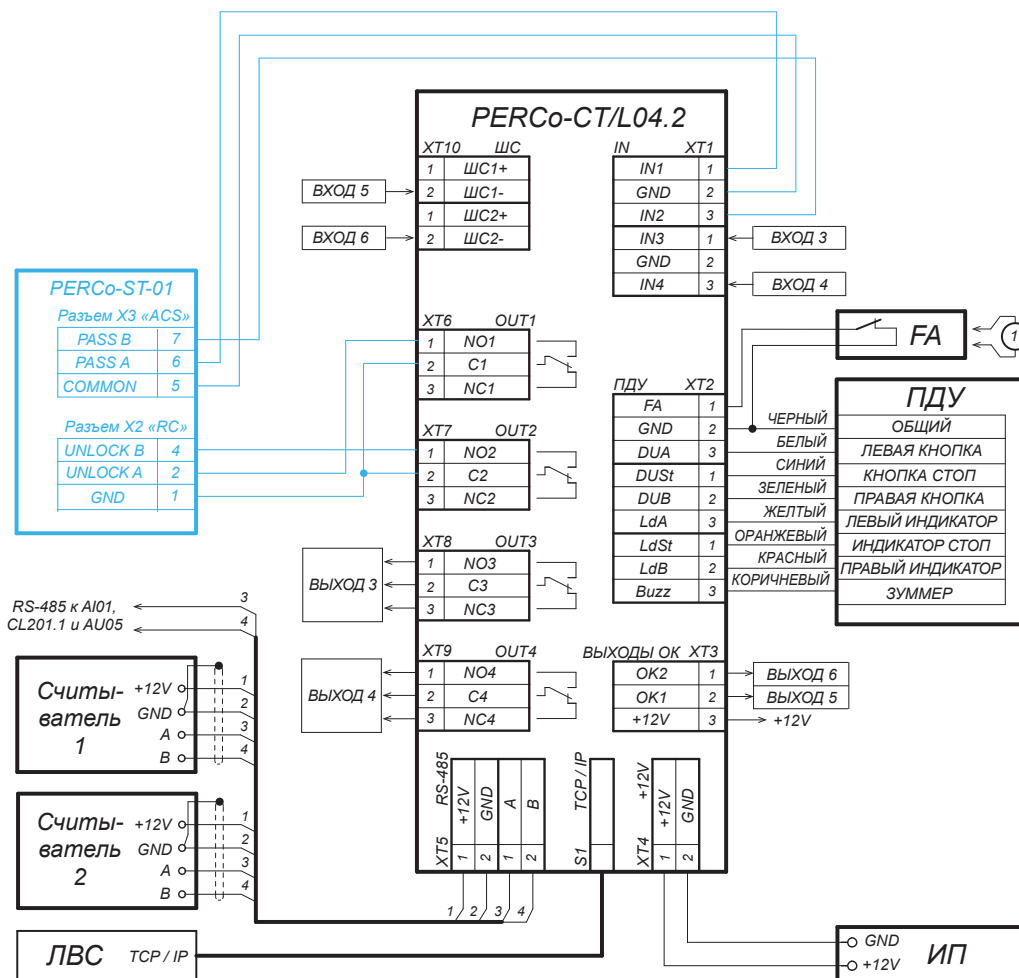 PERCo-CT/L04.2
XT10 ШС
1 ШС1+
2 ШС1-
1 ШС2+
2 ШС2-
ВХОД 5
ВХОД 6
IN XT1
IN1 1
GND 2
IN2 3
IN3 1
GND 2
IN4 3
ВХОД 3
ВХОД 4
PERCo-ST-01
Разъем X3 «ACS»
PASS B 7
PASS A 6
COMMON 5
Разъем X2 «RC»
UNLOCK B 4
UNLOCK A 2
GND 1
XT6 OUT1
1 NO1
2 C1
3 NC1
XT7 OUT2
1 NO2
2 C2
3 NC2
XT8 OUT3
1 NO3
2 C3
3 NC3
ВЫХОД 3
XT9 OUT4
1 NO4
2 C4
3 NC4
ВЫХОД 4
FA
1
ПДУ XT2
FA 1
GND 2
DUA 3
DUSt 1
DUB 2
LdA 3
LdSt 1
LdB 2
Buzz 3
ЧЕРНЫЙ
БЕЛЫЙ
СИНИЙ
ЗЕЛЕНЫЙ
ЖЕЛТЫЙ
ОРАНЖЕВЫЙ
КРАСНЫЙ
КОРИЧНЕВЫЙ
ПДУ
ОБЩИЙ
ЛЕВАЯ КНОПКА
КНОПКА СТОП
ПРАВАЯ КНОПКА
ЛЕВЫЙ ИНДИКАТОР
ИНДИКАТОР СТОП
ПРАВЫЙ ИНДИКАТОР
ЗУММЕР
ВЫХОДЫ ОК XT3
OK2 1
OK1 2
+12V 3
ВЫХОД 6
ВЫХОД 5
+12V
RS-485 к AI01,
CL201.1 и AU05
3
4
Считы-
ватель
1
+12V 1
GND 2
A 3
B 4
Считы-
ватель
2
+12V 1
GND 2
A 3
B 4
XT5 RS-485
1 +12V
2 GND
1 A
2 B
S1 TCP / IP
XT4 +12V
1 +12V
2 GND
1 2 3 4
ЛВС TCP / IP
GND
+12V
ИП